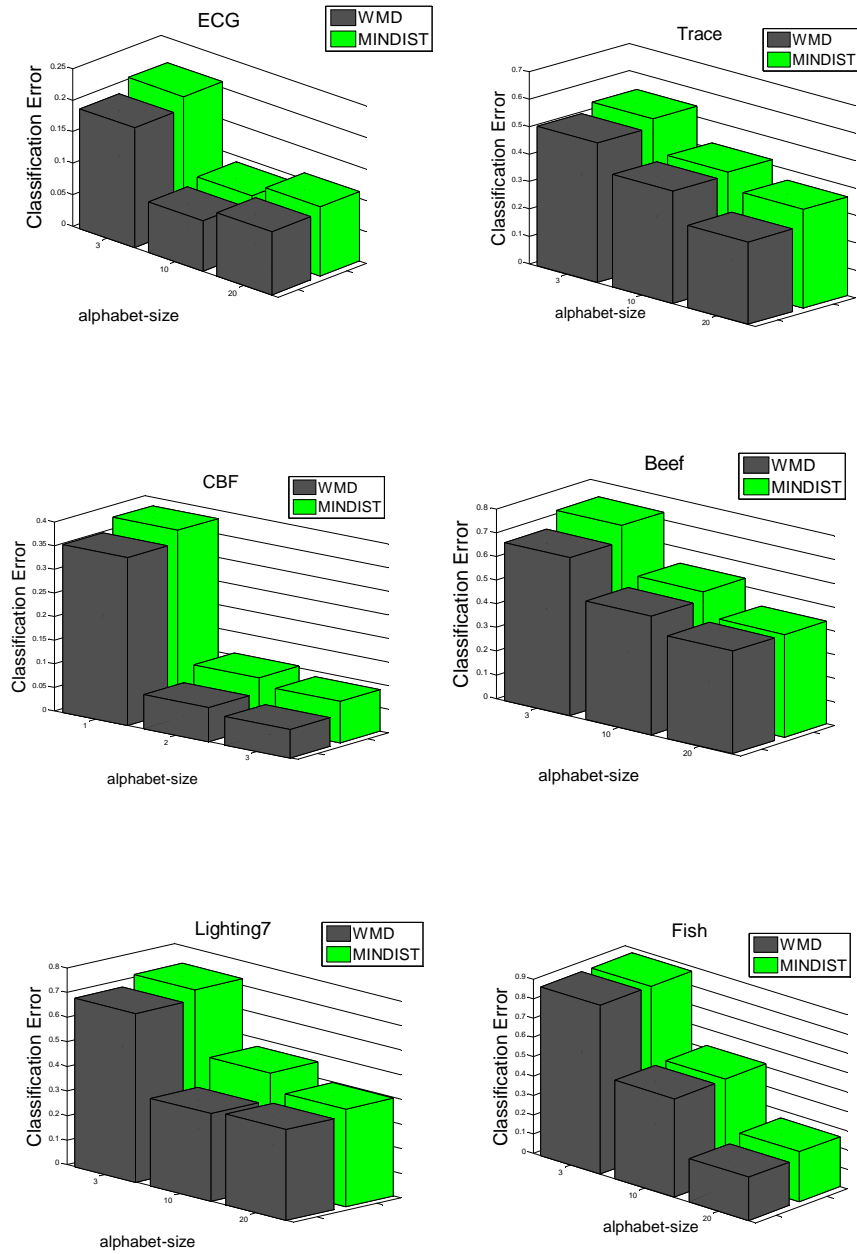 ECG
WMD
MINDIST
Classification Error
0.25
0.2
0.15
0.1
0.05
0
3
10
20
alphabet-size
Trace
WMD
MINDIST
Classification Error
0.7
0.6
0.5
0.4
0.3
0.2
0.1
0
3
10
20
alphabet-size
CBF
WMD
MINDIST
Classification Error
0.4
0.35
0.3
0.25
0.2
0.15
0.1
0.05
0
1
2
3
alphabet-size
Beef
WMD
MINDIST
Classification Error
0.8
0.7
0.6
0.5
0.4
0.3
0.2
0.1
0
3
10
20
alphabet-size
Lighting7
WMD
MINDIST
Classification Error
0.8
0.7
0.6
0.5
0.4
0.3
0.2
0.1
0
3
10
20
alphabet-size
Fish
WMD
MINDIST
Classification Error
0.9
0.8
0.7
0.6
0.5
0.4
0.3
0.2
0.1
0
3
10
20
alphabet-size